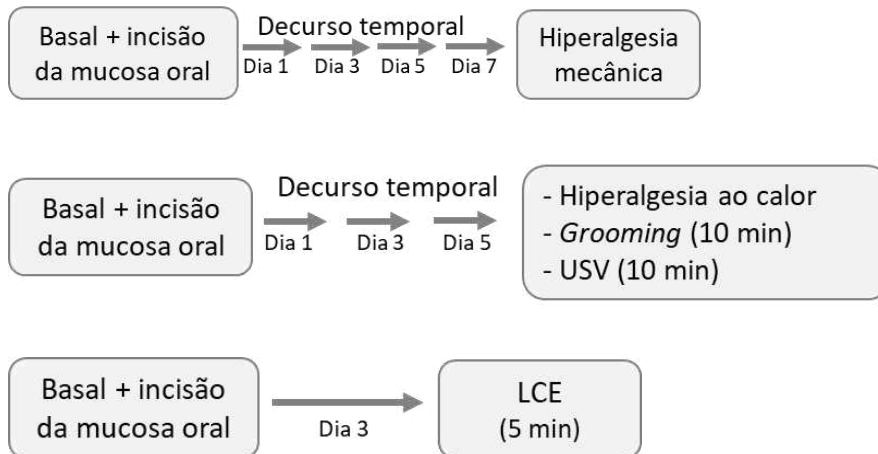 Basal + incisão
da mucosa oral
Decurso temporal
Dia 1 Dia 3 Dia 5 Dia 7
Hiperalgesia
mecânica
Basal + incisão
da mucosa oral
Decurso temporal
Dia 1 Dia 3 Dia 5
- Hiperalgesia ao calor
- Grooming (10 min)
- USV (10 min)
Basal + incisão
da mucosa oral
Dia 3
LCE
(5 min)